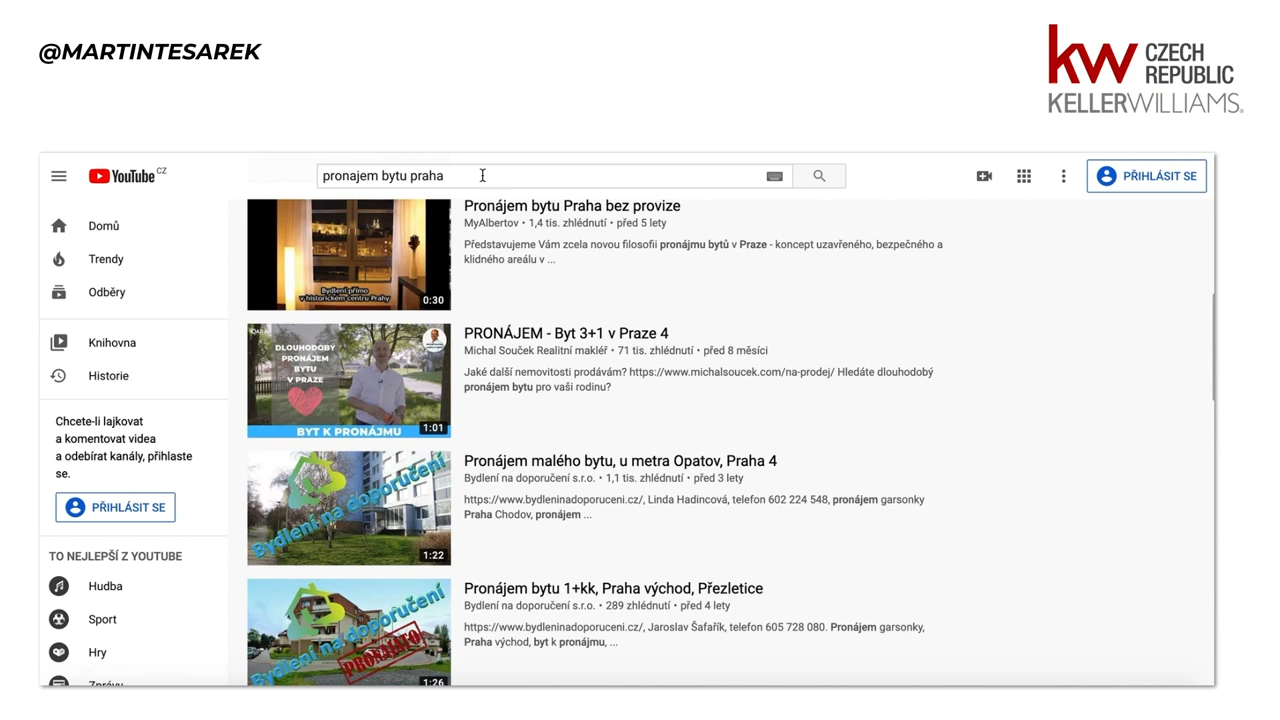 @MARTINTESAREK
kw CZECH
REPUBLIC
KELLERWILLIAMS.
YouTube CZ
pronajem bytu praha
PŘIHLÁSIT SE
Domů
Trendy
Odběry
Knihovna
Historie
Chcete-li lajkovat
a komentovat videa
a odebírat kanály, přihlaste
se.
PŘIHLÁSIT SE
TO NEJLEPŠÍ Z YOUTUBE
Hudba
Sport
Hry
Zprávy
Bydlení přímo
v historickém centru Prahy
0:30
Pronájem bytu Praha bez provize
MyAlbertov • 1,4 tis. zhlédnutí • před 5 lety
Představujeme Vám zcela novou filosofii pronájmu bytů v Praze - koncept uzavřeného, bezpečného a
klidného areálu v ...
DLOUHODOBÝ
PRONÁJEM
BYTU
V PRAZE
BYT K PRONÁJMU
1:01
PRONÁJEM - Byt 3+1 v Praze 4
Michal Souček Realitní makléř • 71 tis. zhlédnutí • před 8 měsíci
Jaké další nemovitosti prodávám? https://www.michalsoucek.com/na-prodej/ Hledáte dlouhodobý
pronájem bytu pro vaši rodinu?
Bydlení na doporučení
1:22
Pronájem malého bytu, u metra Opatov, Praha 4
Bydlení na doporučení s.r.o. • 1,1 tis. zhlédnutí • před 3 lety
https://www.bydleninadoporuceni.cz/, Linda Hadincová, telefon 602 224 548, pronájem garsonky
Praha Chodov, pronájem ...
Bydlení na doporučení
PRONAJATO
1:26
Pronájem bytu 1+kk, Praha východ, Přezletice
Bydlení na doporučení s.r.o. • 289 zhlédnutí • před 4 lety
https://www.bydleninadoporuceni.cz/, Jaroslav Šafařík, telefon 605 728 080. Pronájem garsonky,
Praha východ, byt k pronájmu, ...